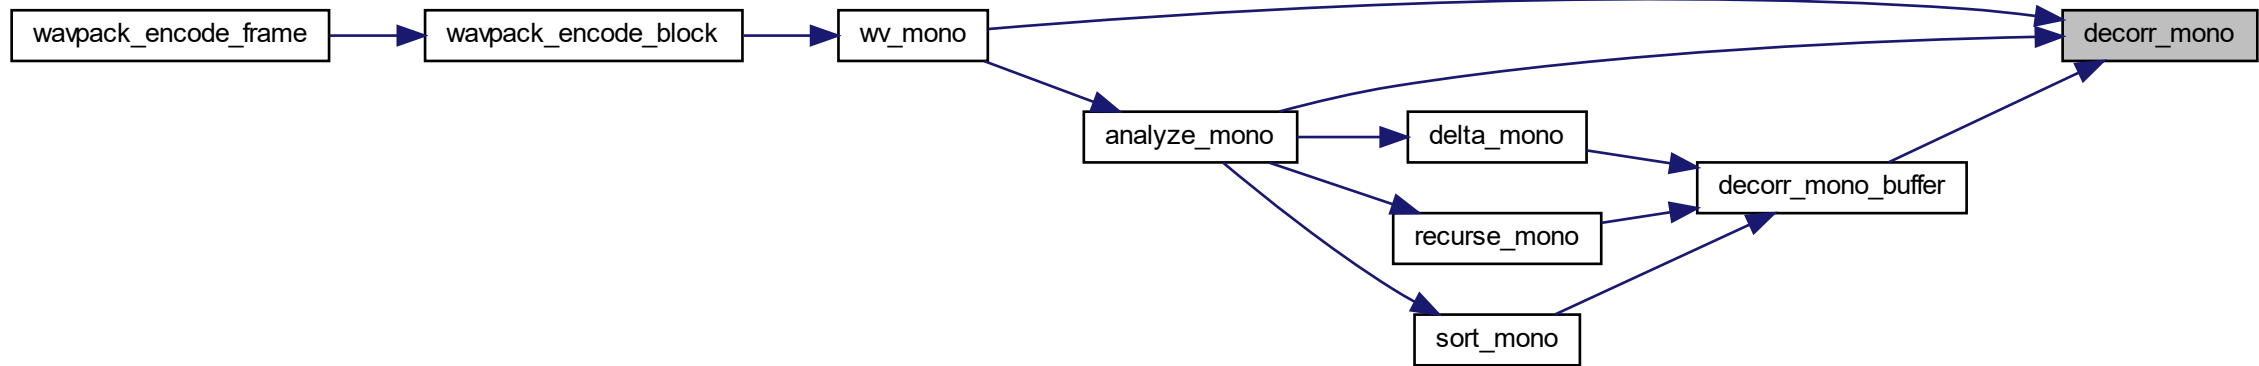 wavpack_encode_frame
wavpack_encode_block
wv_mono
decorr_mono
analyze_mono
delta_mono
decorr_mono_buffer
recurse_mono
sort_mono